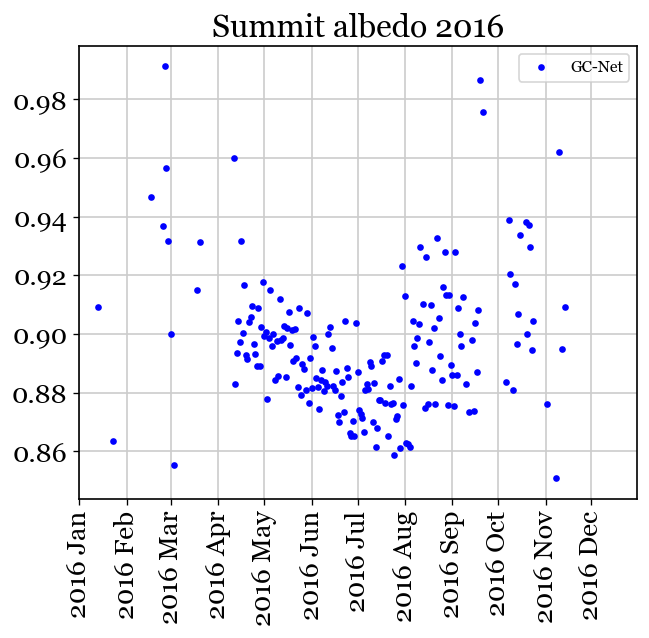 Summit albedo 2016
GC-Net
0.98
0.96
0.94
0.92
0.90
0.88
0.86
2016 Jan
2016 Feb
2016 Mar
2016 Apr
2016 May
2016 Jun
2016 Jul
2016 Aug
2016 Sep
2016 Oct
2016 Nov
2016 Dec